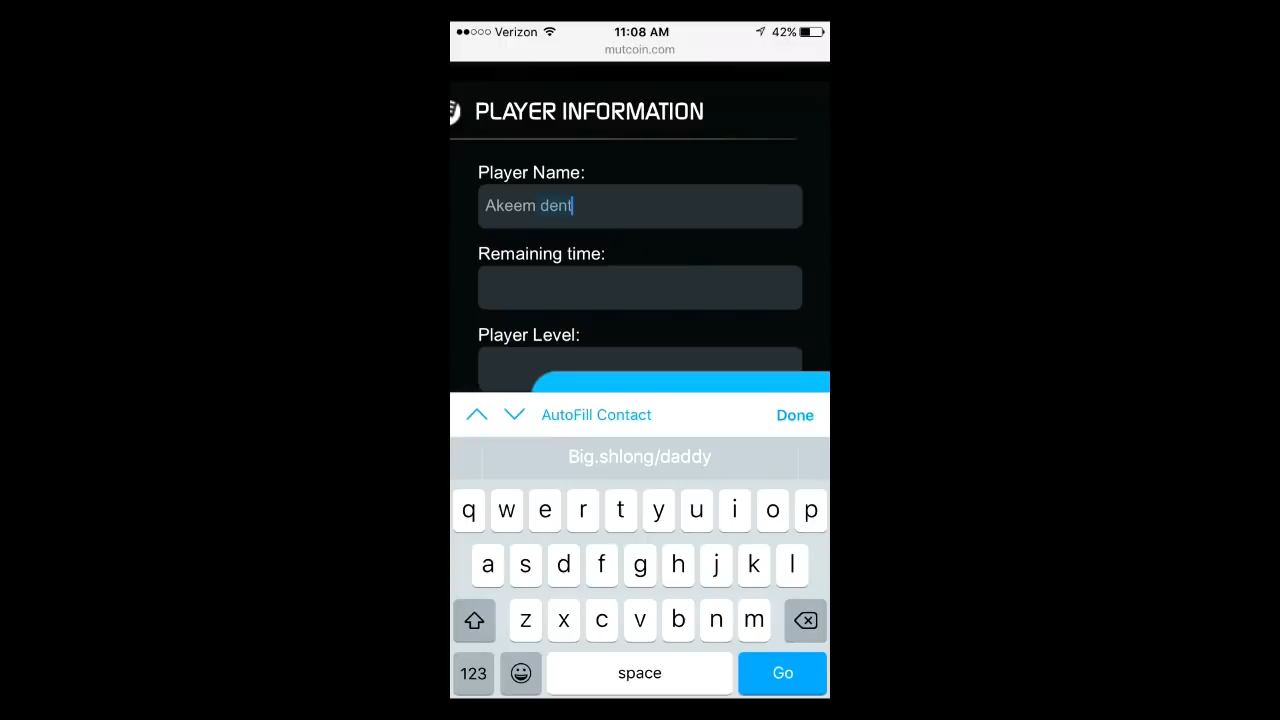 Verizon 11:08 AM 42%
mutcoin.com
PLAYER INFORMATION
Player Name:
Akeem dent
Remaining time:
Player Level:
AutoFill Contact Done
Big.shlong/daddy
q w e r t y u i o p
a s d f g h j k l
z x c v b n m
123 space Go